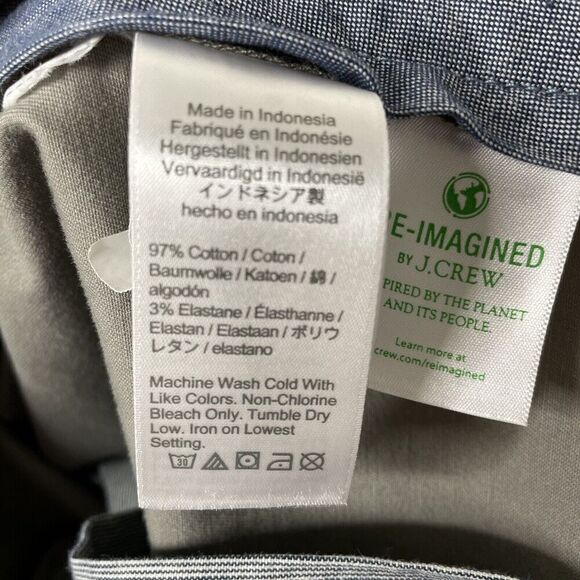 Made in Indonesia
Fabriqué en Indonésie
Hergestellt in Indonesien
Vervaardigd in Indonesië
インドネシア製
hecho en indonesia
97% Cotton / Coton /
Baumwolle / Katoen / 綿 /
algodón
3% Elastane / Élasthanne /
Elastan / Elastaan / ポリウ
レタン / elastano
Machine Wash Cold With
Like Colors. Non-Chlorine
Bleach Only. Tumble Dry
Low. Iron on Lowest
Setting.
30
E-IMAGINED
BY J.CREW
PIRED BY THE PLANET
AND ITS PEOPLE.
Learn more at
crew.com/reimagined